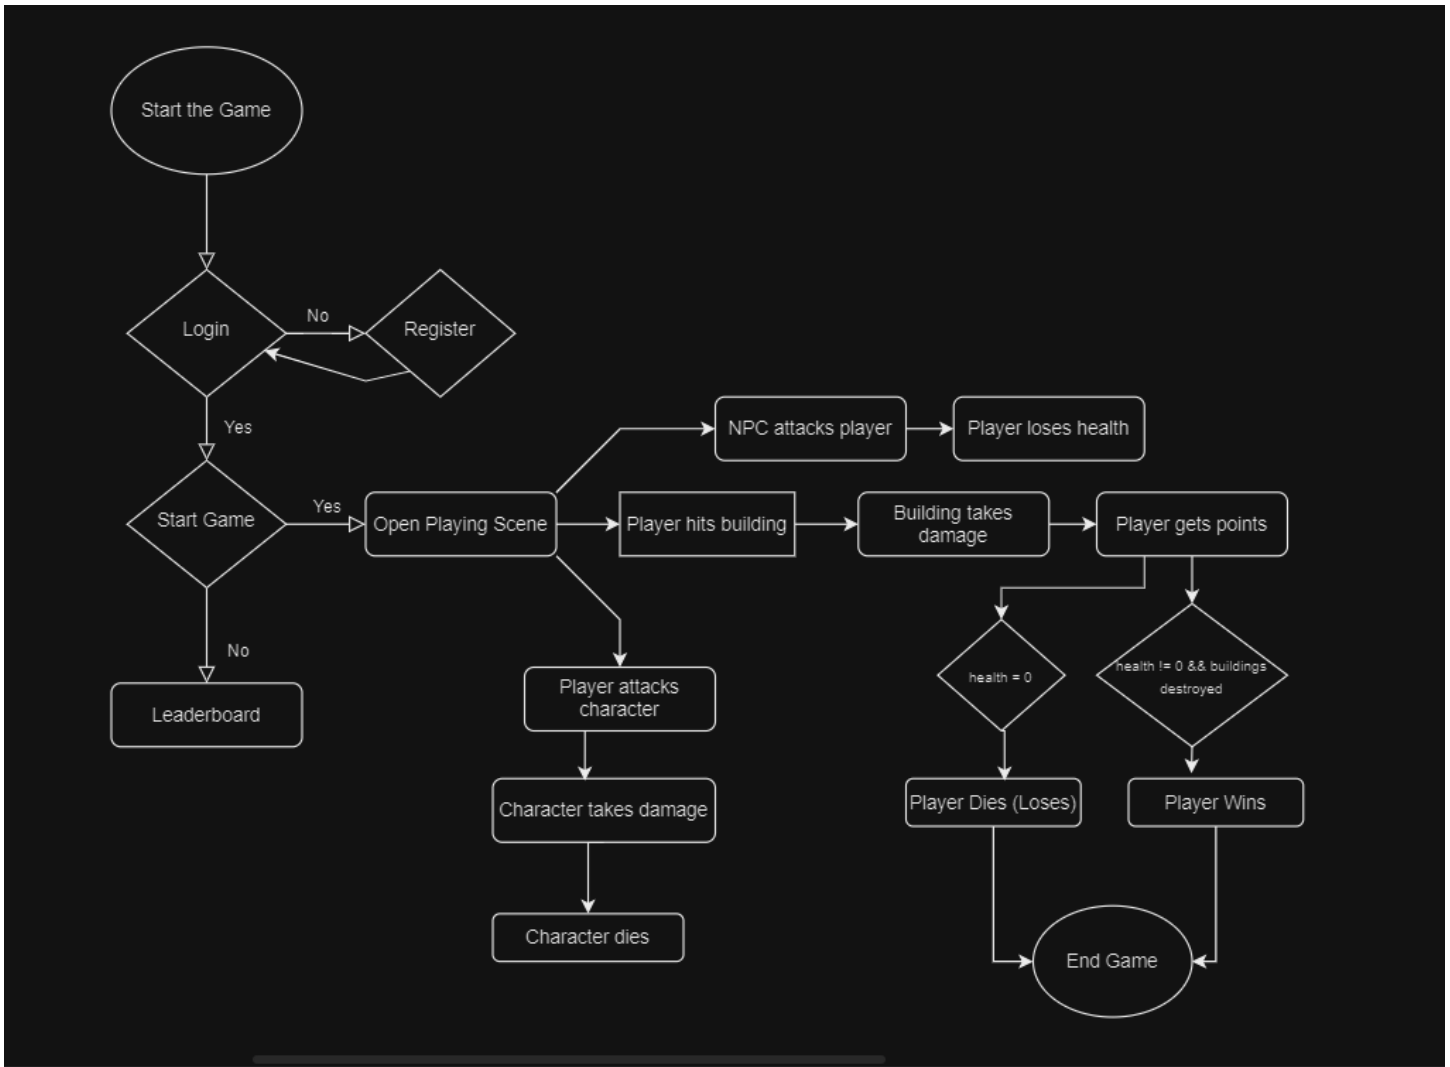 Start the Game
Login
No
Register
Yes
NPC attacks player
Player loses health
Start Game
Yes
Open Playing Scene
Player hits building
Building takes
damage
Player gets points
No
Leaderboard
Player attacks
character
health = 0
health != 0 && buildings
destroyed
Character takes damage
Player Dies (Loses)
Player Wins
Character dies
End Game